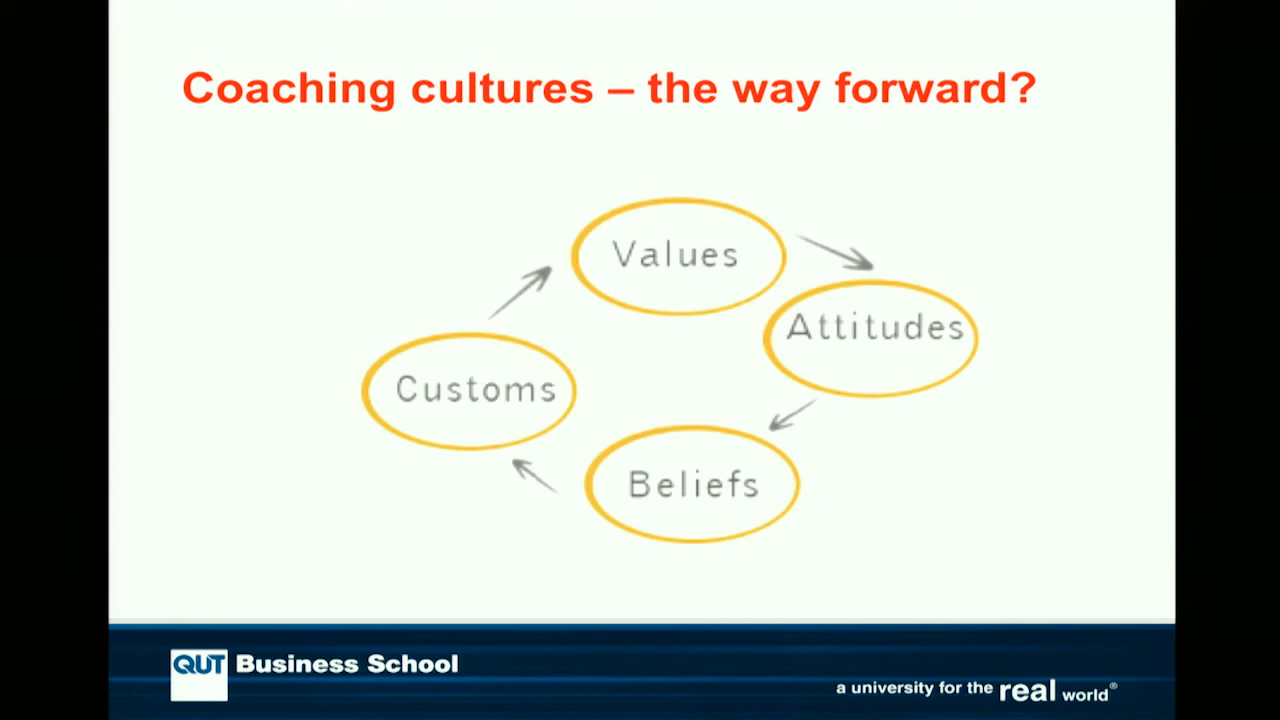 Coaching cultures – the way forward?
Values
Attitudes
Customs
Beliefs
QUT Business School
a university for the real world®